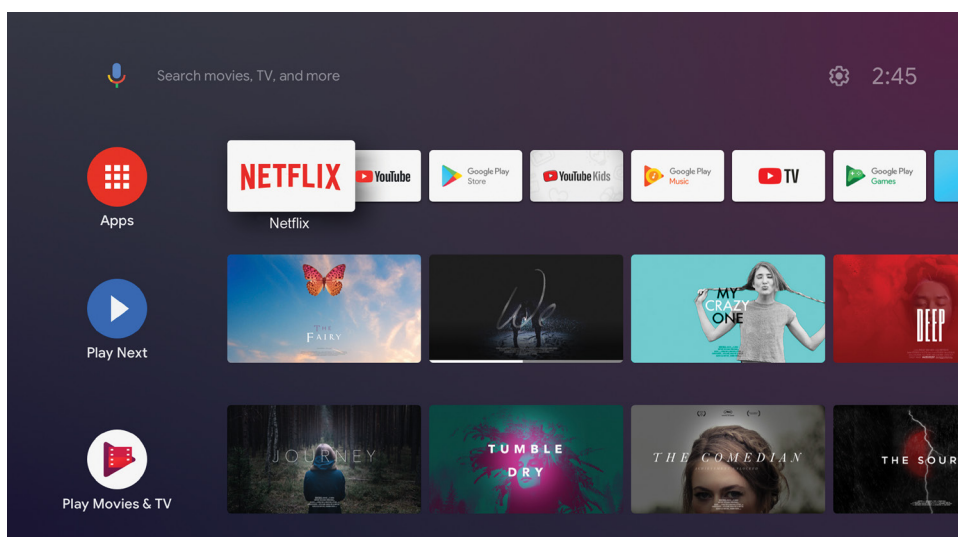 Search movies, TV, and more
2:45
Apps
NETFLIX
Netflix
YouTube
Google Play
Store
YouTube Kids
Google Play
Music
TV
Google Play
Games
Play Next
THE
FAIRY
We
MY
CRAZY
ONE
DEEP
Play Movies & TV
JOURNEY
TUMBLE
DRY
THE COMEDIAN
THE SOUR